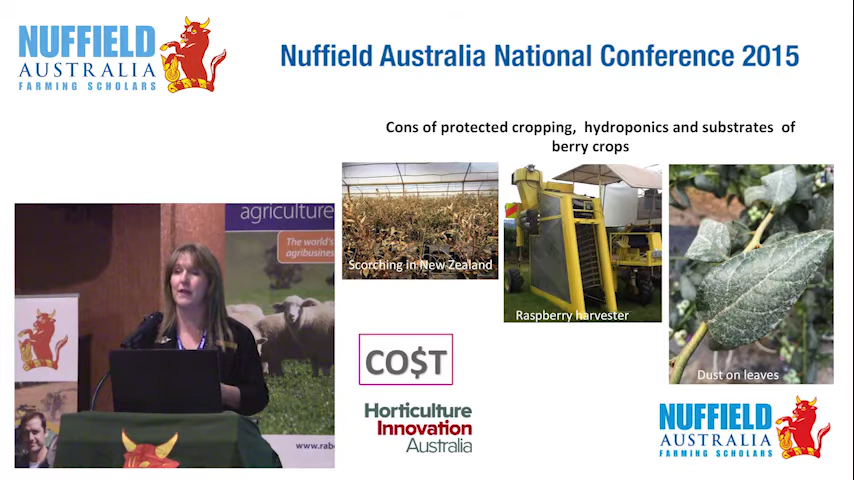 NUFFIELD
AUSTRALIA
FARMING SCHOLARS
Nuffield Australia National Conference 2015
Cons of protected cropping, hydroponics and substrates of
berry crops
agriculture
The world's
agribusines
Scorching in New Zealand
Raspberry harvester
Dust on leaves
CO$T
Horticulture
Innovation
Australia
www.rab
NUFFIELD
AUSTRALIA
FARMING SCHOLARS